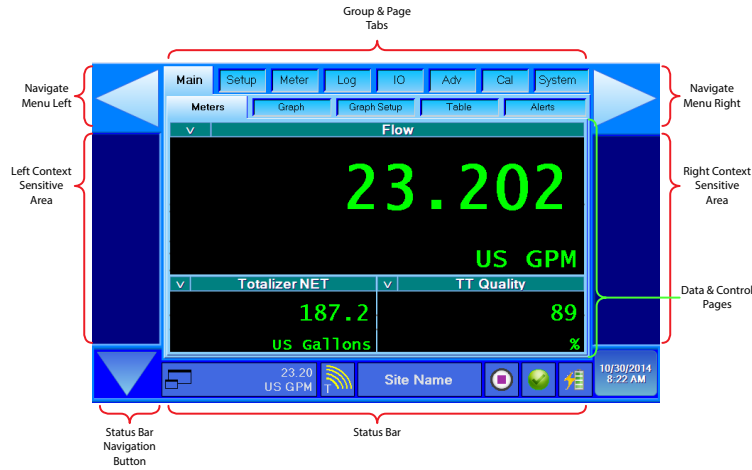 Group & Page
Tabs
Navigate
Menu Left
Main Setup Meter Log IO Adv Cal System
Meters Graph Graph Setup Table Alerts
Navigate
Menu Right
v Flow
23.202
US GPM
Left Context
Sensitive
Area
Right Context
Sensitive
Area
v Totalizer NET
187.2
US Gallons
v TT Quality
89
%
Data & Control
Pages
23.20
US GPM
T
Site Name
10/30/2014
8:22 AM
Status Bar
Navigation
Button
Status Bar